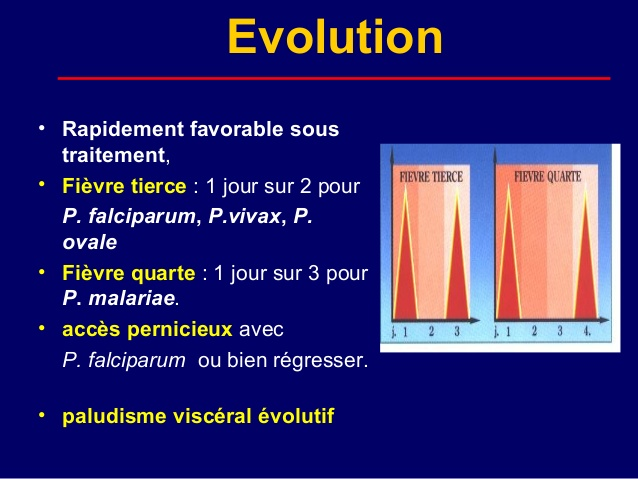 Evolution
• Rapidement favorable sous
traitement,
• Fièvre tierce : 1 jour sur 2 pour
P. falciparum, P.vivax, P.
ovale
• Fièvre quarte : 1 jour sur 3 pour
P. malariae.
• accès pernicieux avec
P. falciparum ou bien régresser.
• paludisme viscéral évolutif
FIEVRE TIERCE
j. 1 2 3
FIEVRE QUARTE
j. 1 2 3 4.